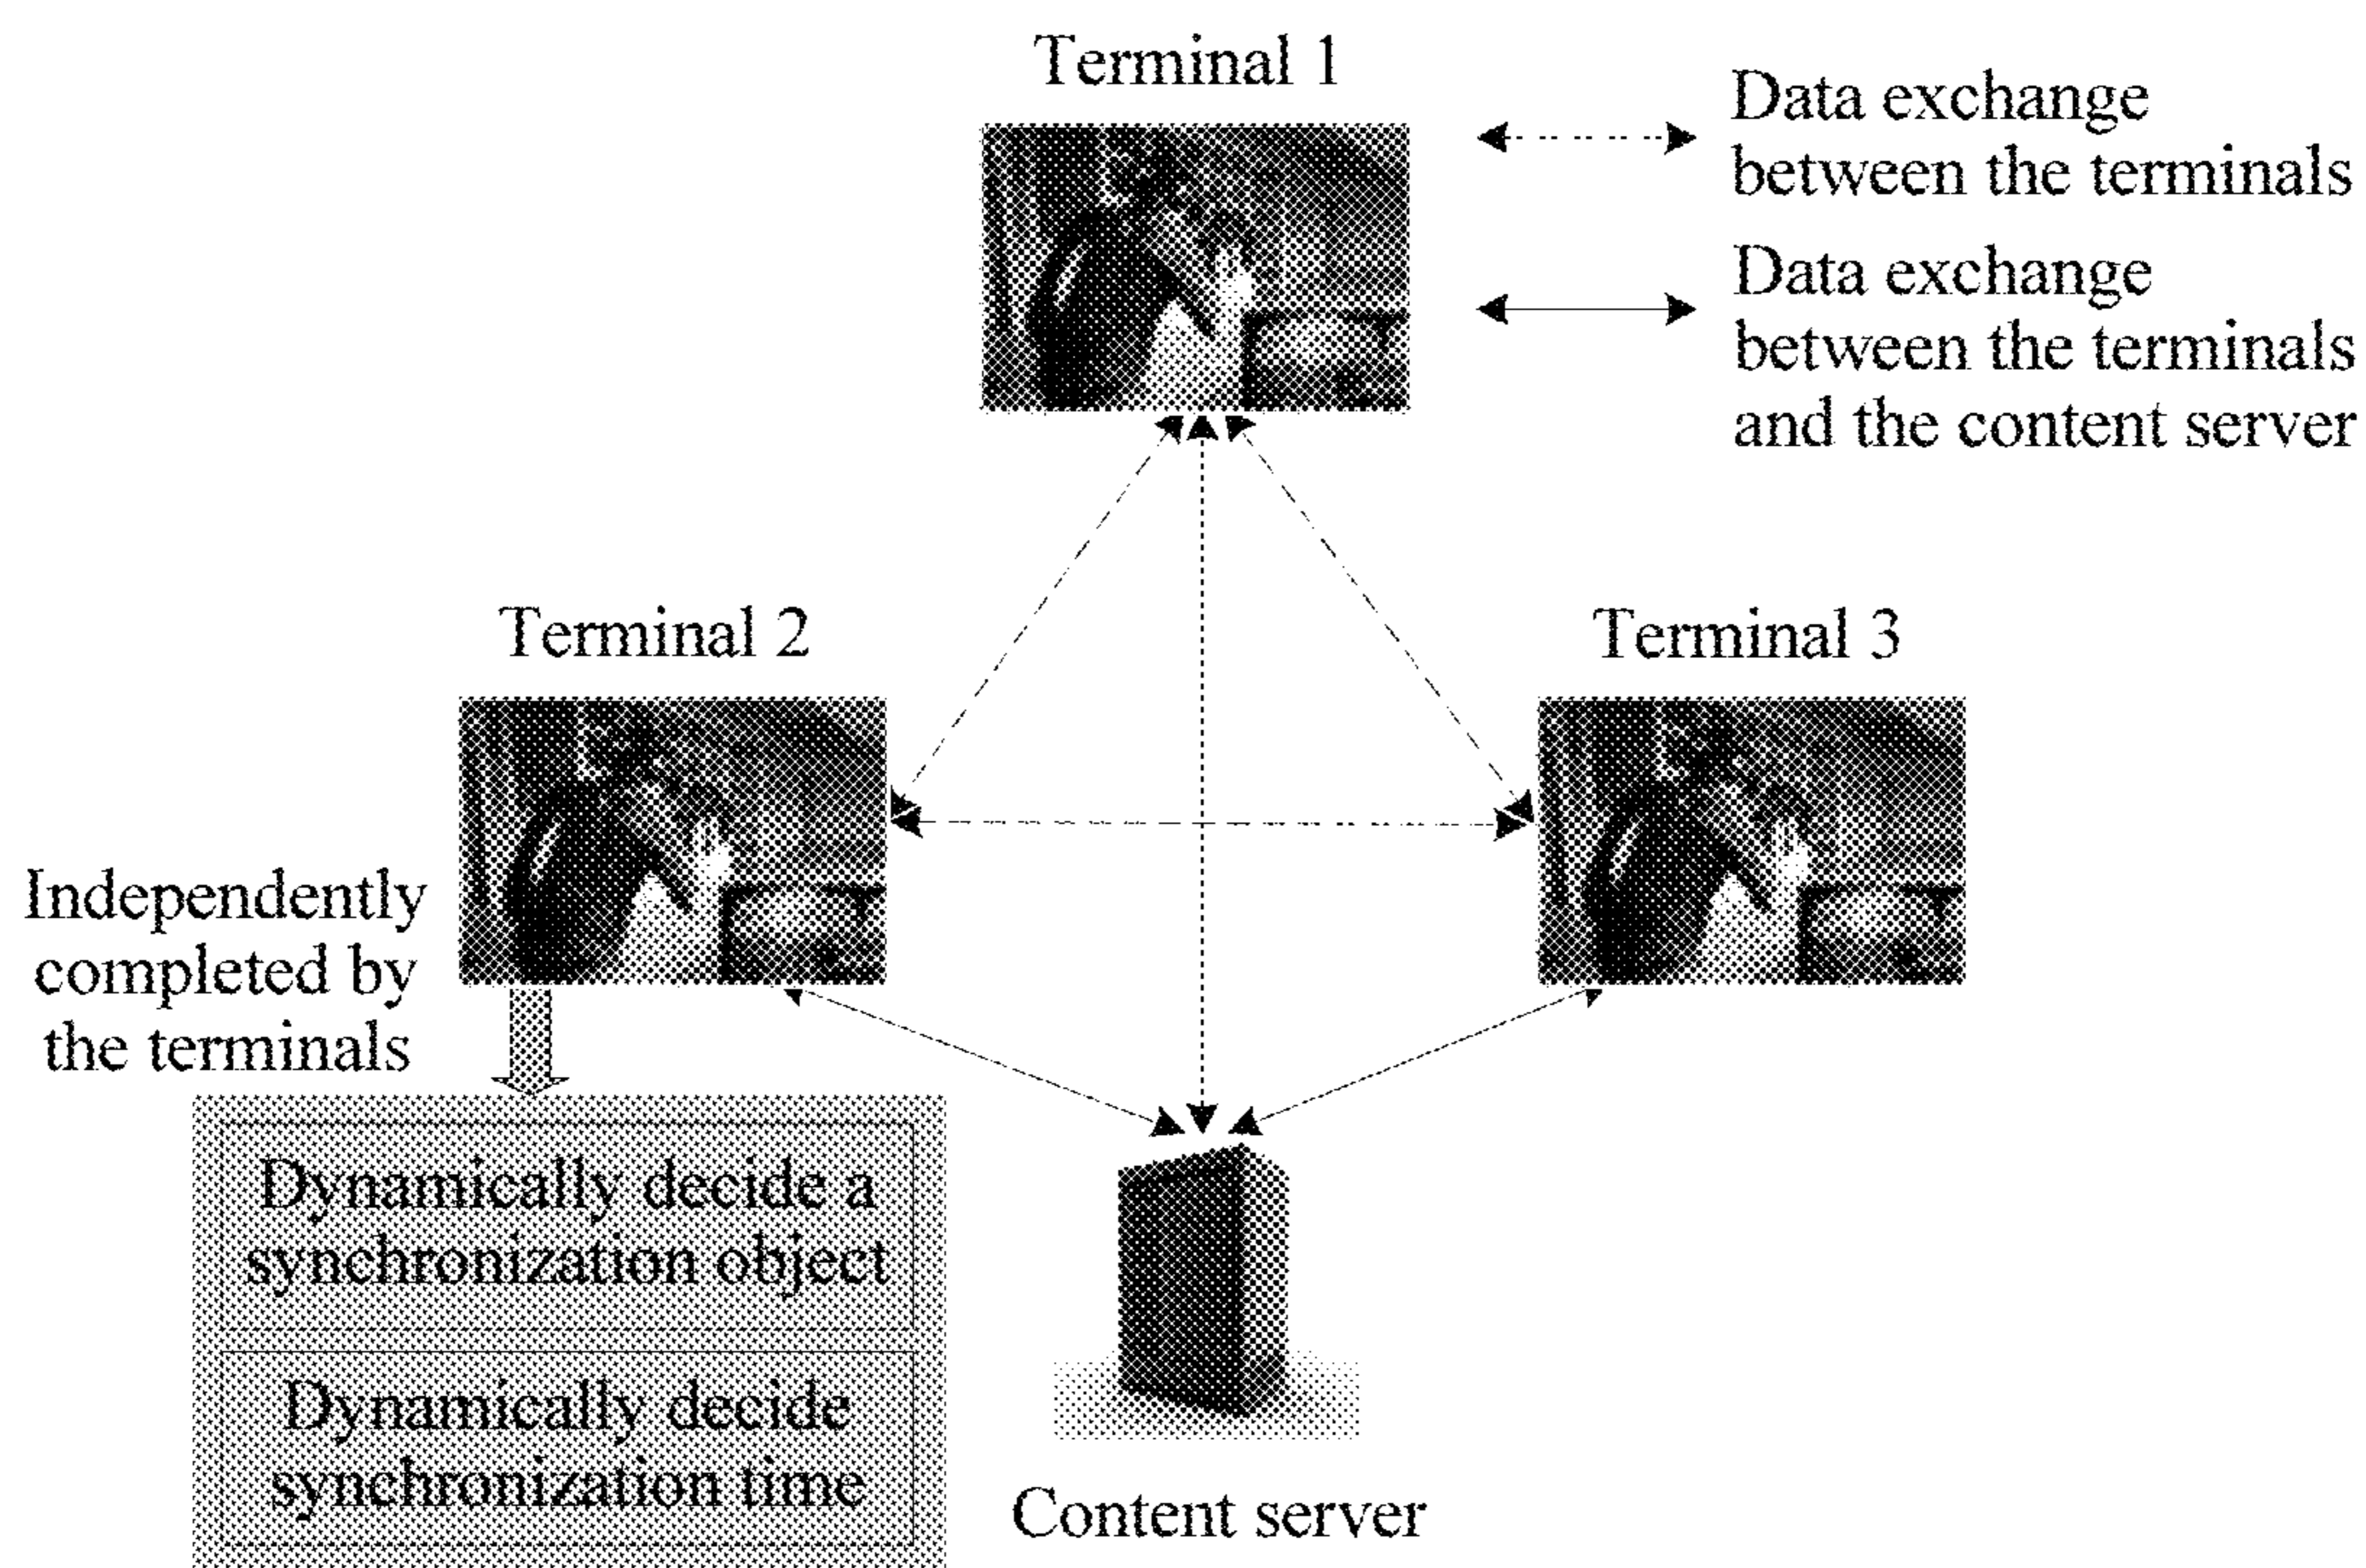 Terminal 1
Data exchange
between the terminals
Data exchange
between the terminals
and the content server
Terminal 2
Terminal 3
Independently
completed by
the terminals
Dynamically decide a
synchronization object
Dynamically decide
synchronization time
Content server